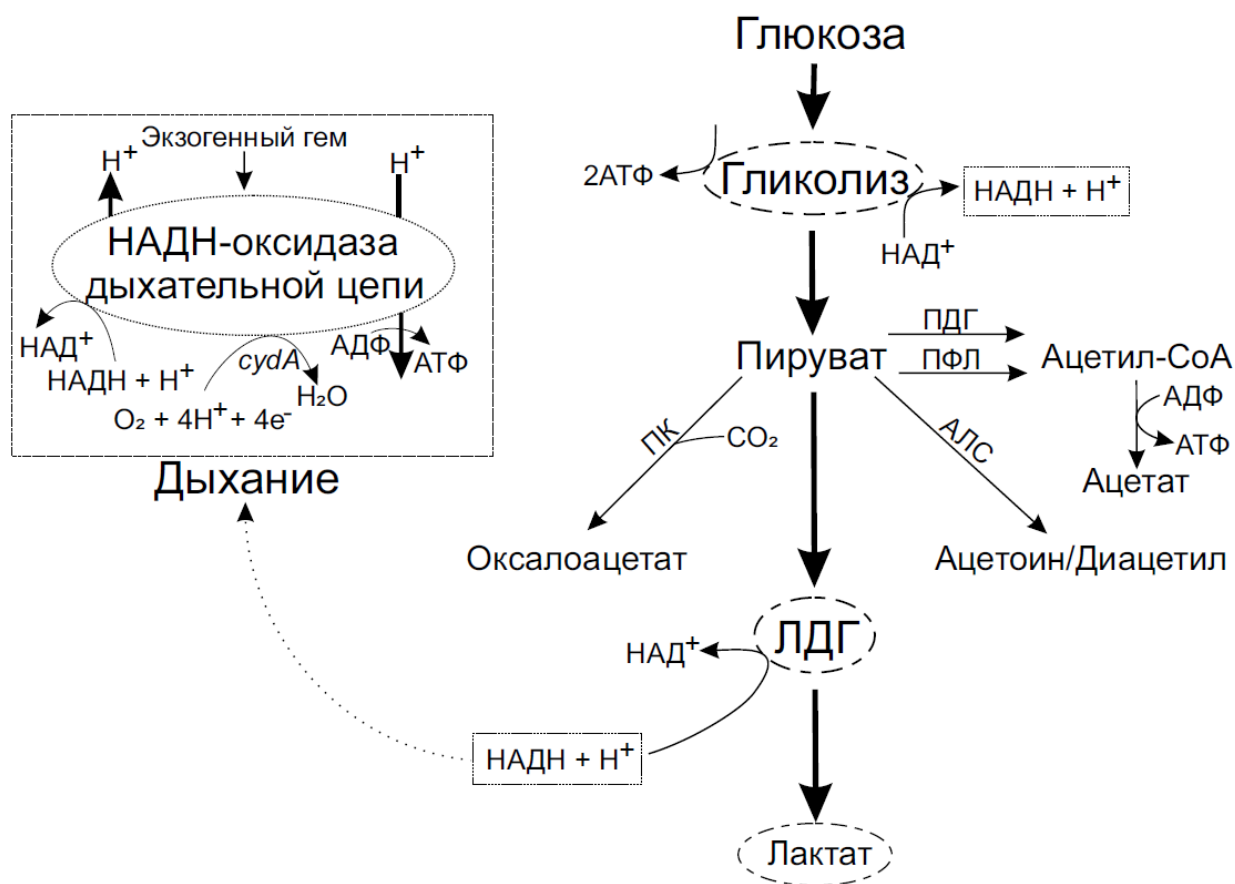 Глюкоза
2АТФ
Гликолиз
НАДН + Н⁺
НАД⁺
Экзогенный гем
Н⁺
Н⁺
НАДН-оксидаза
дыхательной цепи
НАД⁺
НАДН + Н⁺
cydA
АДФ
АТФ
H₂O
O₂ + 4H⁺ + 4e⁻
Дыхание
Пируват
ПДГ
ПФЛ
Ацетил-СоА
АДФ
АТФ
Ацетат
ПК
CO₂
АЛС
Оксалоацетат
Ацетоин/Диацетил
ЛДГ
НАД⁺
НАДН + Н⁺
Лактат